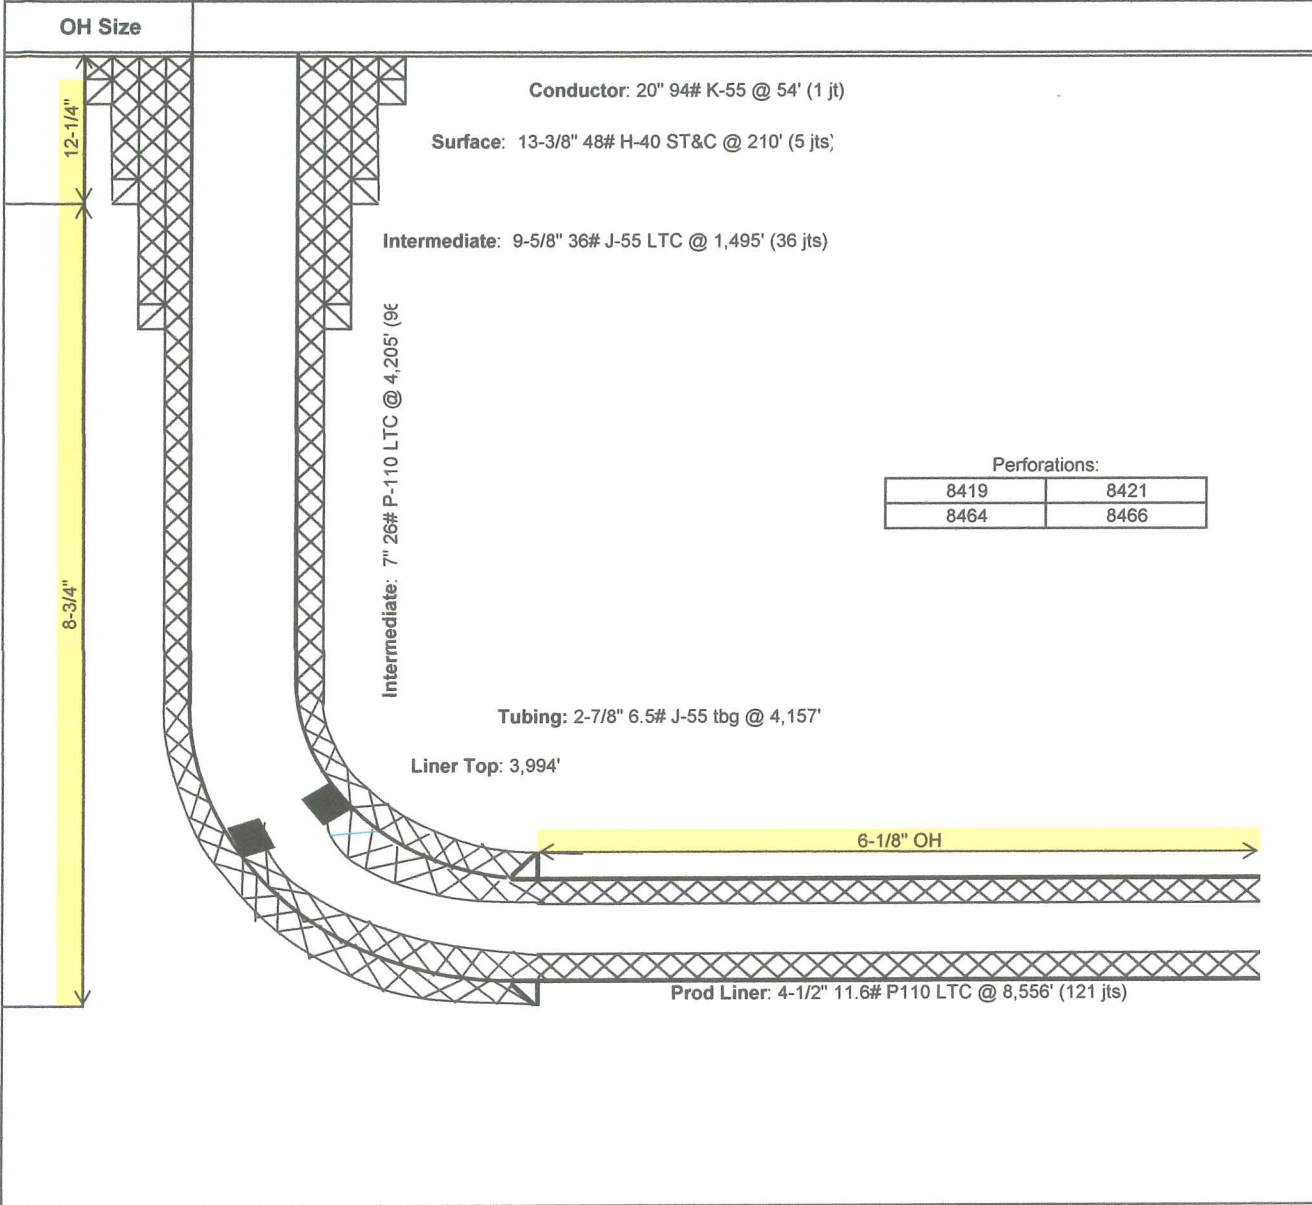 OH Size
Conductor: 20" 94# K-55 @ 54' (1 jt)
12-1/4"
Surface: 13-3/8" 48# H-40 ST&C @ 210' (5 jts)
Intermediate: 9-5/8" 36# J-55 LTC @ 1,495' (36 jts)
Intermediate: 7" 26# P-110 LTC @ 4,205'
Perforations:
8419 8421
8464 8466
8-3/4"
Tubing: 2-7/8" 6.5# J-55 tbg @ 4,157'
Liner Top: 3,994'
6-1/8" OH
Prod Liner: 4-1/2" 11.6# P110 LTC @ 8,556' (121 jts)